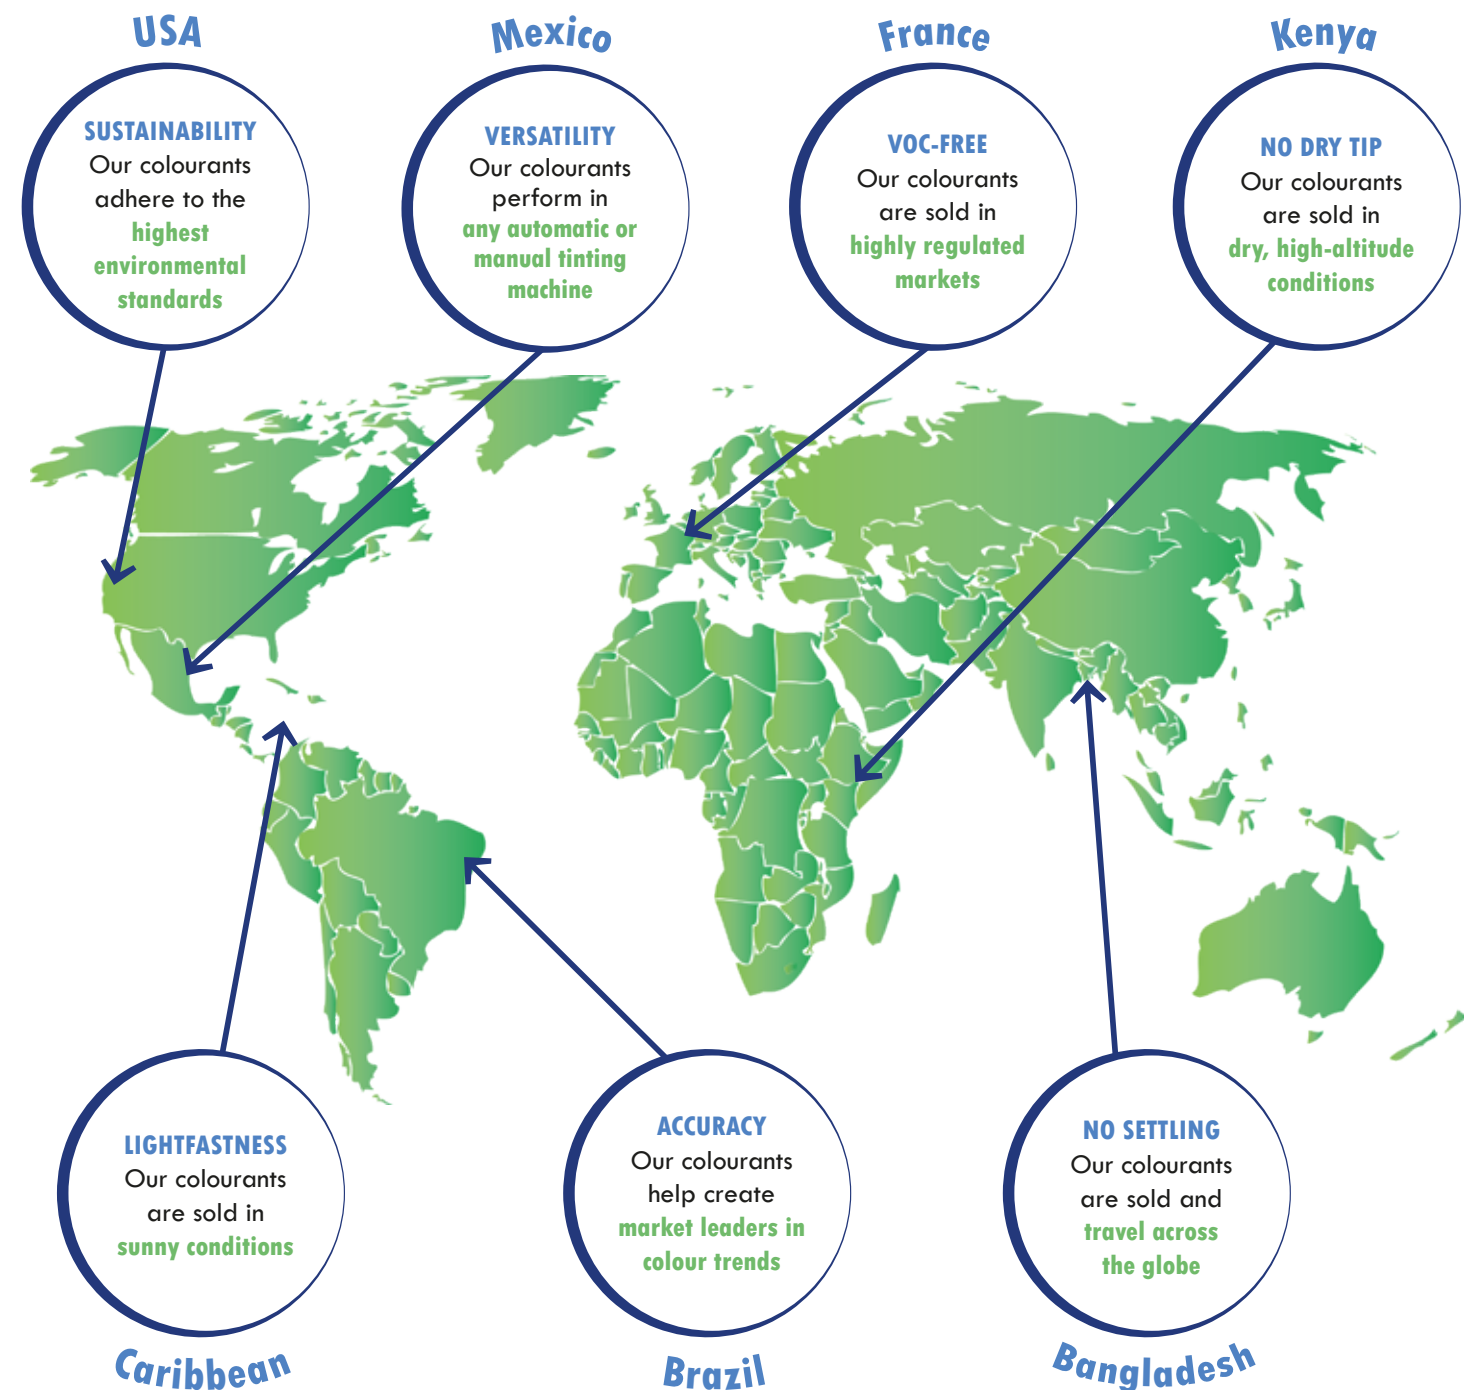 USA
SUSTAINABILITY
Our colourants
adhere to the
highest
environmental
standards
Mexico
VERSATILITY
Our colourants
perform in
any automatic or
manual tinting
machine
France
VOC-FREE
Our colourants
are sold in
highly regulated
markets
Kenya
NO DRY TIP
Our colourants
are sold in
dry, high-altitude
conditions
LIGHTFASTNESS
Our colourants
are sold in
sunny conditions
Caribbean
ACCURACY
Our colourants
help create
market leaders in
colour trends
Brazil
NO SETTLING
Our colourants
are sold and
travel across
the globe
Bangladesh